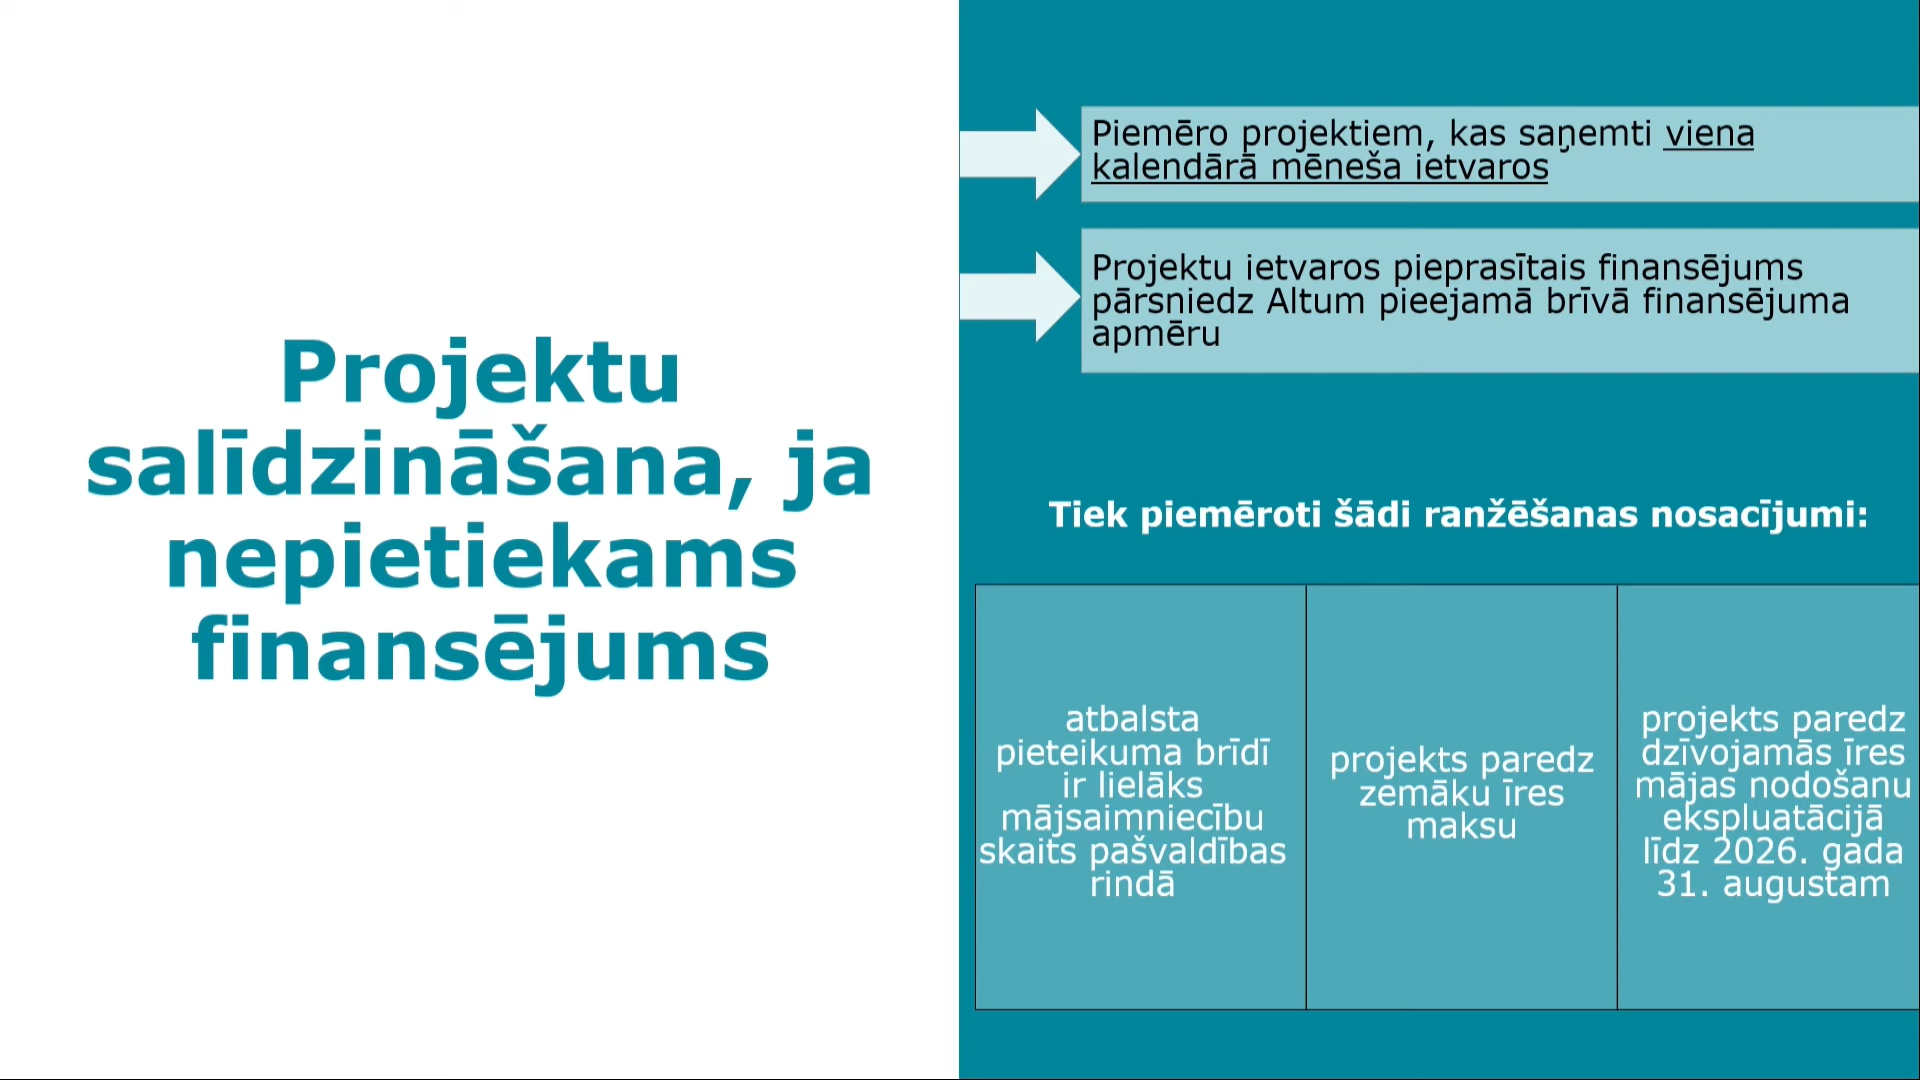 Projektu
salīdzināšana, ja
nepietiekams
finansējums
Piemēro projektiem, kas saņemti viena
kalendārā mēneša ietvaros
Projektu ietvaros pieprasītais finansējums
pārsniedz Altum pieejamā brīvā finansējuma
apmēru
Tiek piemēroti šādi ranžēšanas nosacījumi:
atbalsta
pieteikuma brīdī
ir lielāks
mājsaimniecību
skaits pašvaldības
rindā
projekts paredz
zemāku īres
maksu
projekts paredz
dzīvojamās īres
mājas nodošanu
ekspluatācijā
līdz 2026. gada
31. augustam